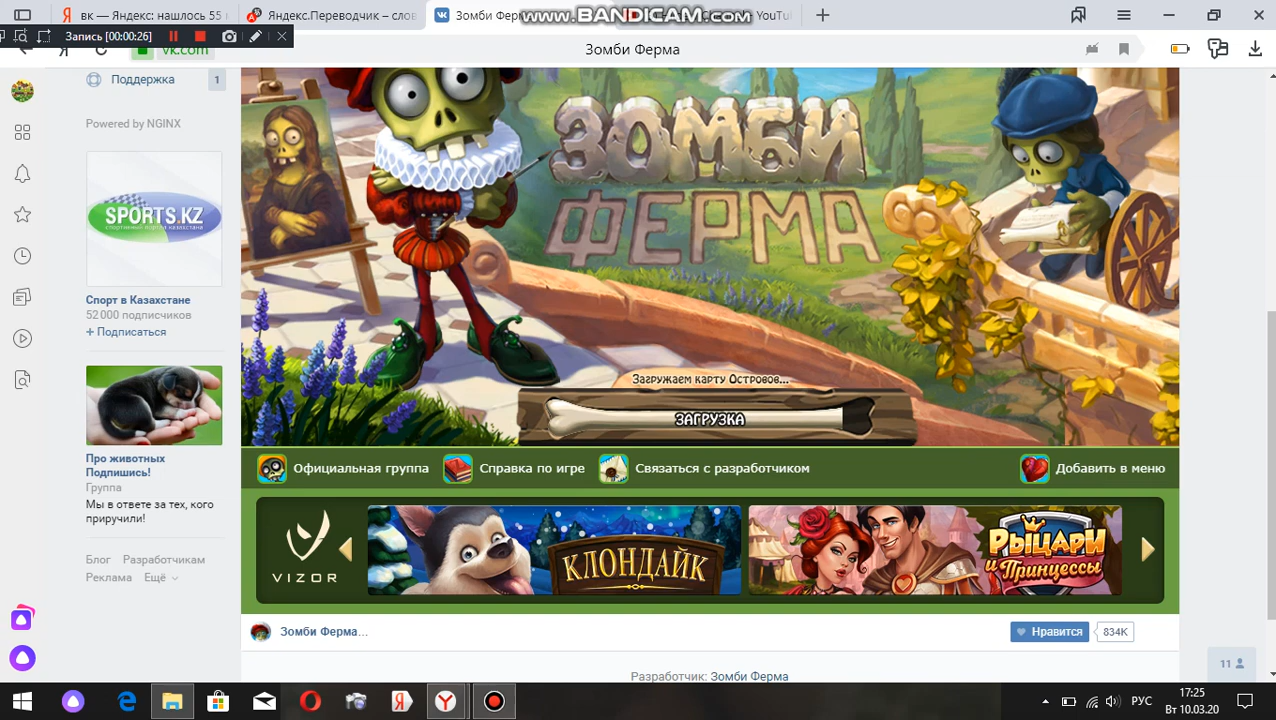 вк — Яндекс: нашлось 55
Яндекс.Переводчик – слов
Зомби Ферм
www.BANDICAM.com
YouTu
Запись [00:00:26]
vk.com
Зомби Ферма
Поддержка
1
Powered by NGINX
SPORTS.KZ
Спорт в Казахстане
52 000 подписчиков
+ Подписаться
Про животных
Подпишись!
Группа
Мы в ответе за тех, кого
приручили!
Блог Разработчикам
Реклама Ещё
ЗОМБИ
ФЕРМА
Загружаем карту Островов...
ЗАГРУЗКА
Официальная группа
Справка по игре
Связаться с разработчиком
Добавить в меню
VIZOR
КЛОНДАЙК
РЫЦАРИ
и Принцессы
Зомби Ферма...
Нравится
834K
Разработчик: Зомби Ферма
11
РУС
17:25
Вт 10.03.20